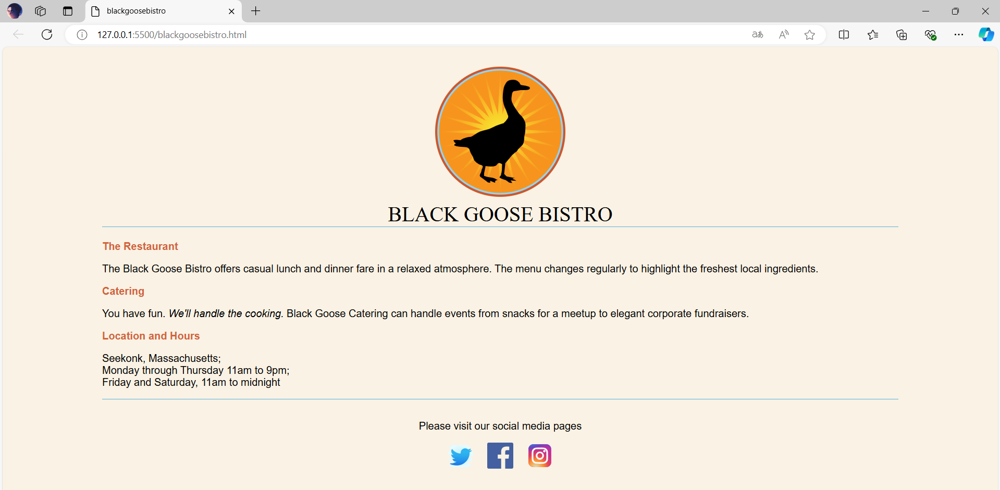 blackgoosebistro
127.0.0.1:5500/blackgoosebistro.html
BLACK GOOSE BISTRO
The Restaurant
The Black Goose Bistro offers casual lunch and dinner fare in a relaxed atmosphere. The menu changes regularly to highlight the freshest local ingredients.
Catering
You have fun. We'll handle the cooking. Black Goose Catering can handle events from snacks for a meetup to elegant corporate fundraisers.
Location and Hours
Seekonk, Massachusetts;
Monday through Thursday 11am to 9pm;
Friday and Saturday, 11am to midnight
Please visit our social media pages